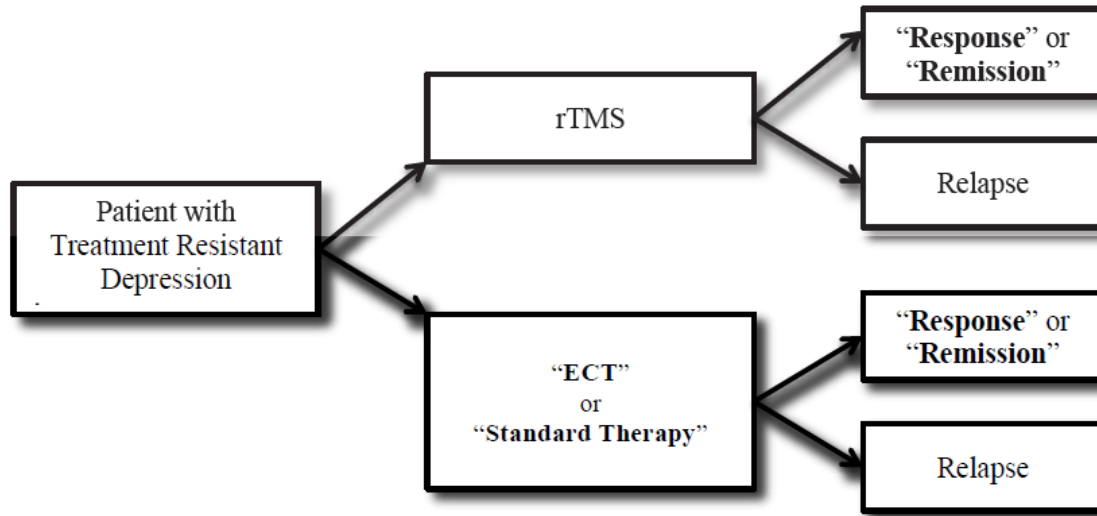 Patient with
Treatment Resistant
Depression
.
rTMS
“Response” or
“Remission”
Relapse
“ECT”
or
“Standard Therapy”
“Response” or
“Remission”
Relapse